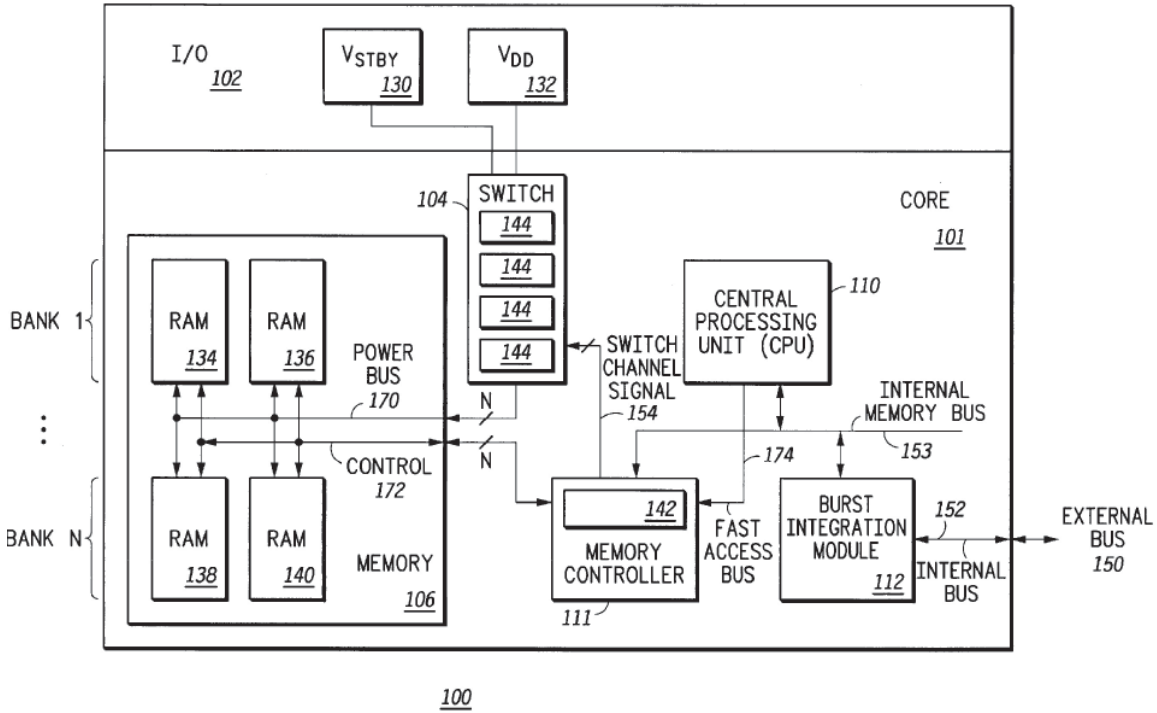 I/O
102
VSTBY
130
VDD
132
104
SWITCH
144
144
144
144
CORE
101
BANK 1
RAM
134
RAM
136
POWER
BUS
170
N
N
SWITCH
CHANNEL
SIGNAL
154
CENTRAL
PROCESSING
UNIT (CPU)
110
INTERNAL
MEMORY BUS
153
CONTROL
172
174
BANK N
RAM
138
RAM
140
MEMORY
106
142
MEMORY
CONTROLLER
111
FAST
ACCESS
BUS
BURST
INTEGRATION
MODULE
112
152
INTERNAL
BUS
EXTERNAL
BUS
150
100